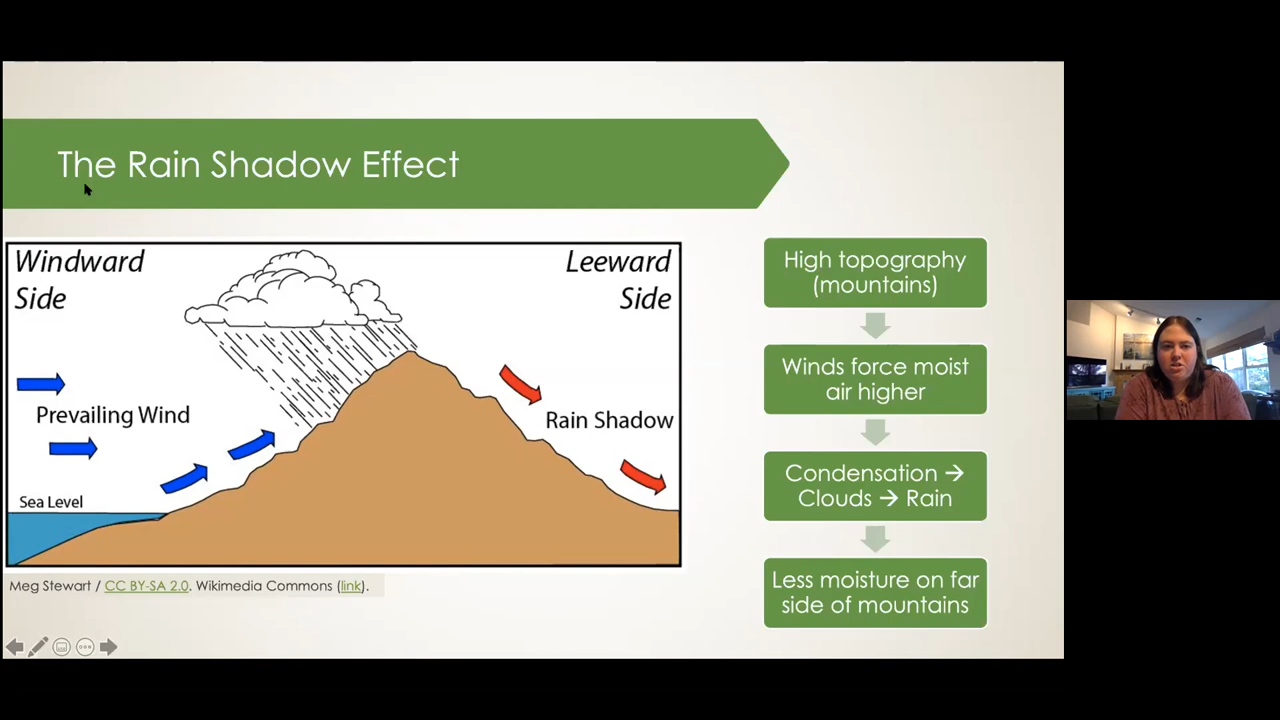 The Rain Shadow Effect
Windward
Side
Leeward
Side
Prevailing Wind
Rain Shadow
Sea Level
Meg Stewart / CC BY-SA 2.0. Wikimedia Commons (link).
High topography
(mountains)
Winds force moist
air higher
Condensation →
Clouds → Rain
Less moisture on far
side of mountains